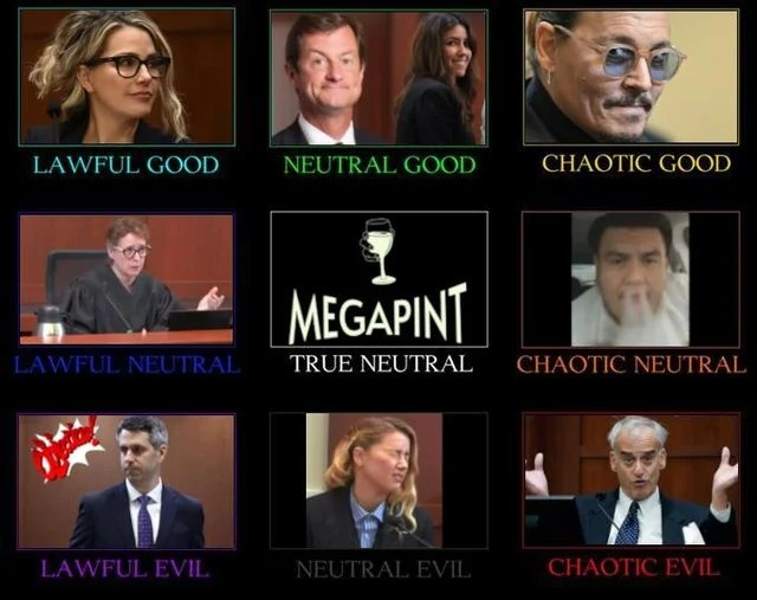 LAWFUL GOOD
NEUTRAL GOOD
CHAOTIC GOOD
MEGAPINT
LAWFUL NEUTRAL
TRUE NEUTRAL
CHAOTIC NEUTRAL
Objection!
LAWFUL EVIL
NEUTRAL EVIL
CHAOTIC EVIL